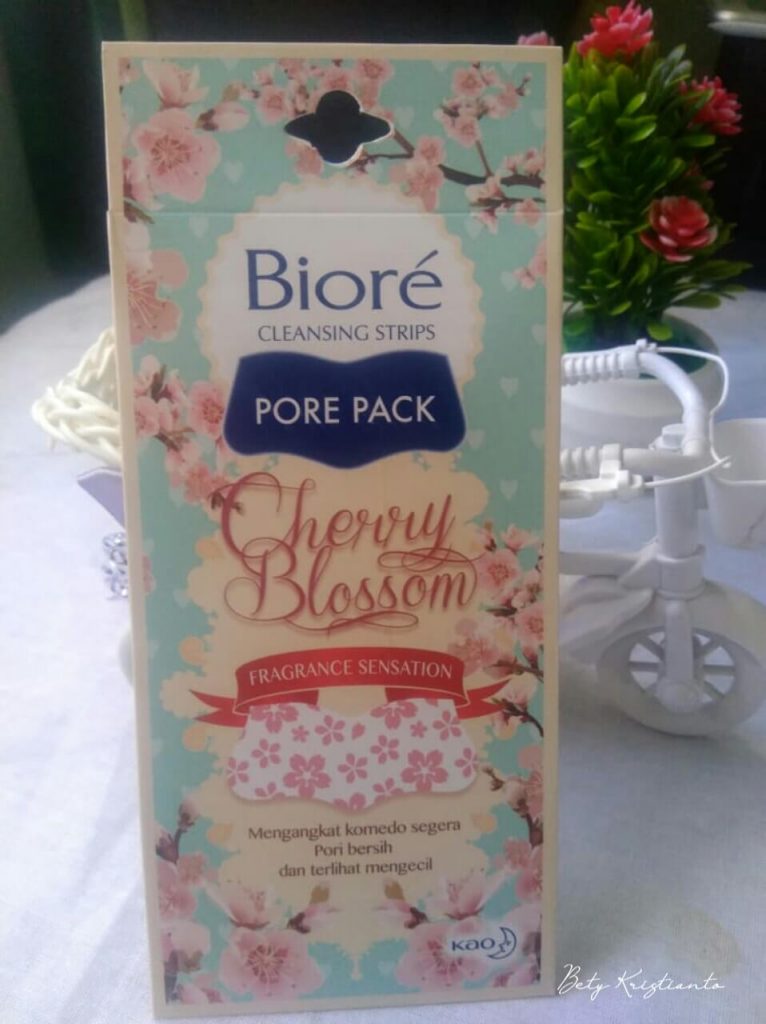 Bioré
CLEANSING STRIPS
PORE PACK
Cherry
Blossom
FRAGRANCE SENSATION
Mengangkat komedo segera
Pori bersih
dan terlihat mengecil
Kao
Bety Kristianto